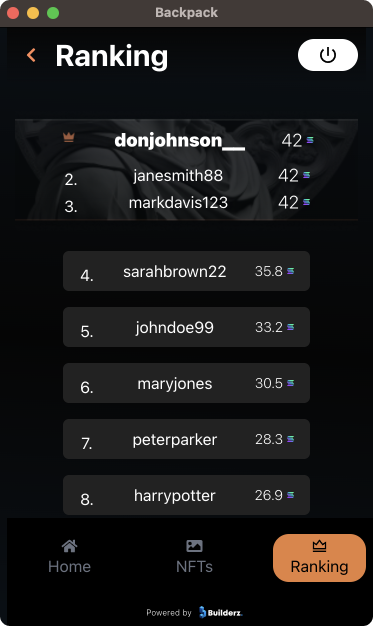 Backpack
Ranking
donjohnson__ 42
2. janesmith88 42
3. markdavis123 42
4. sarahbrown22 35.8
5. johndoe99 33.2
6. maryjones 30.5
7. peterparker 28.3
8. harrypotter 26.9
Home NFTs Ranking
Powered by Builderz.